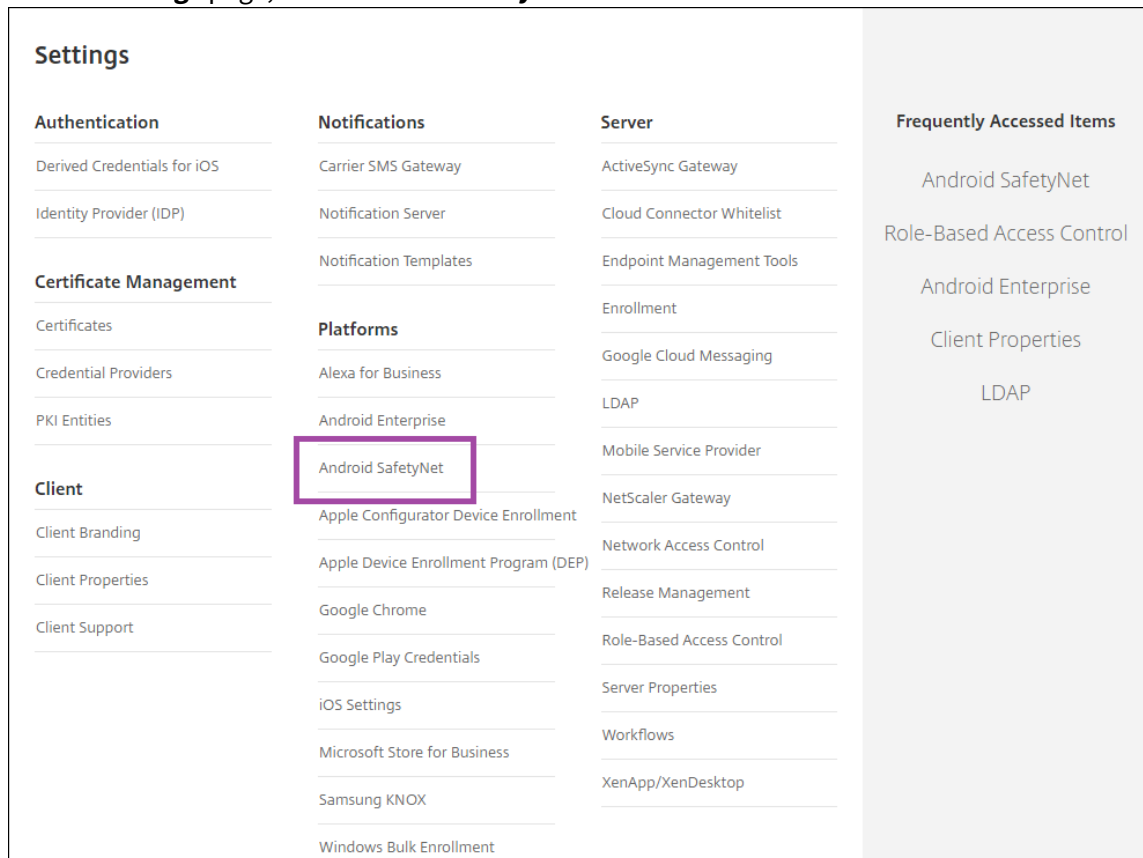 Settings
Authentication
Derived Credentials for iOS
Identity Provider (IDP)
Certificate Management
Certificates
Credential Providers
PKI Entities
Client
Client Branding
Client Properties
Client Support
Notifications
Carrier SMS Gateway
Notification Server
Notification Templates
Platforms
Alexa for Business
Android Enterprise
Android SafetyNet
Apple Configurator Device Enrollment
Apple Device Enrollment Program (DEP)
Google Chrome
Google Play Credentials
iOS Settings
Microsoft Store for Business
Samsung KNOX
Windows Bulk Enrollment
Server
ActiveSync Gateway
Cloud Connector Whitelist
Endpoint Management Tools
Enrollment
Google Cloud Messaging
LDAP
Mobile Service Provider
NetScaler Gateway
Network Access Control
Release Management
Role-Based Access Control
Server Properties
Workflows
XenApp/XenDesktop
Frequently Accessed Items
Android SafetyNet
Role-Based Access Control
Android Enterprise
Client Properties
LDAP